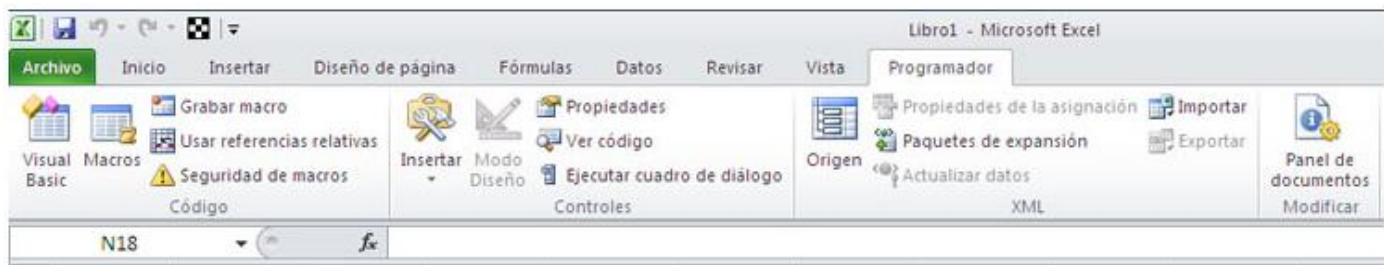 Libro1 - Microsoft Excel
Archivo Inicio Insertar Diseño de página Fórmulas Datos Revisar Vista Programador
Visual Basic
Macros
Grabar macro
Usar referencias relativas
Seguridad de macros
Código
Insertar
Modo Diseño
Propiedades
Ver código
Ejecutar cuadro de diálogo
Controles
Origen
Propiedades de la asignación
Paquetes de expansión
Actualizar datos
Importar
Exportar
XML
Panel de documentos
Modificar
N18 fx